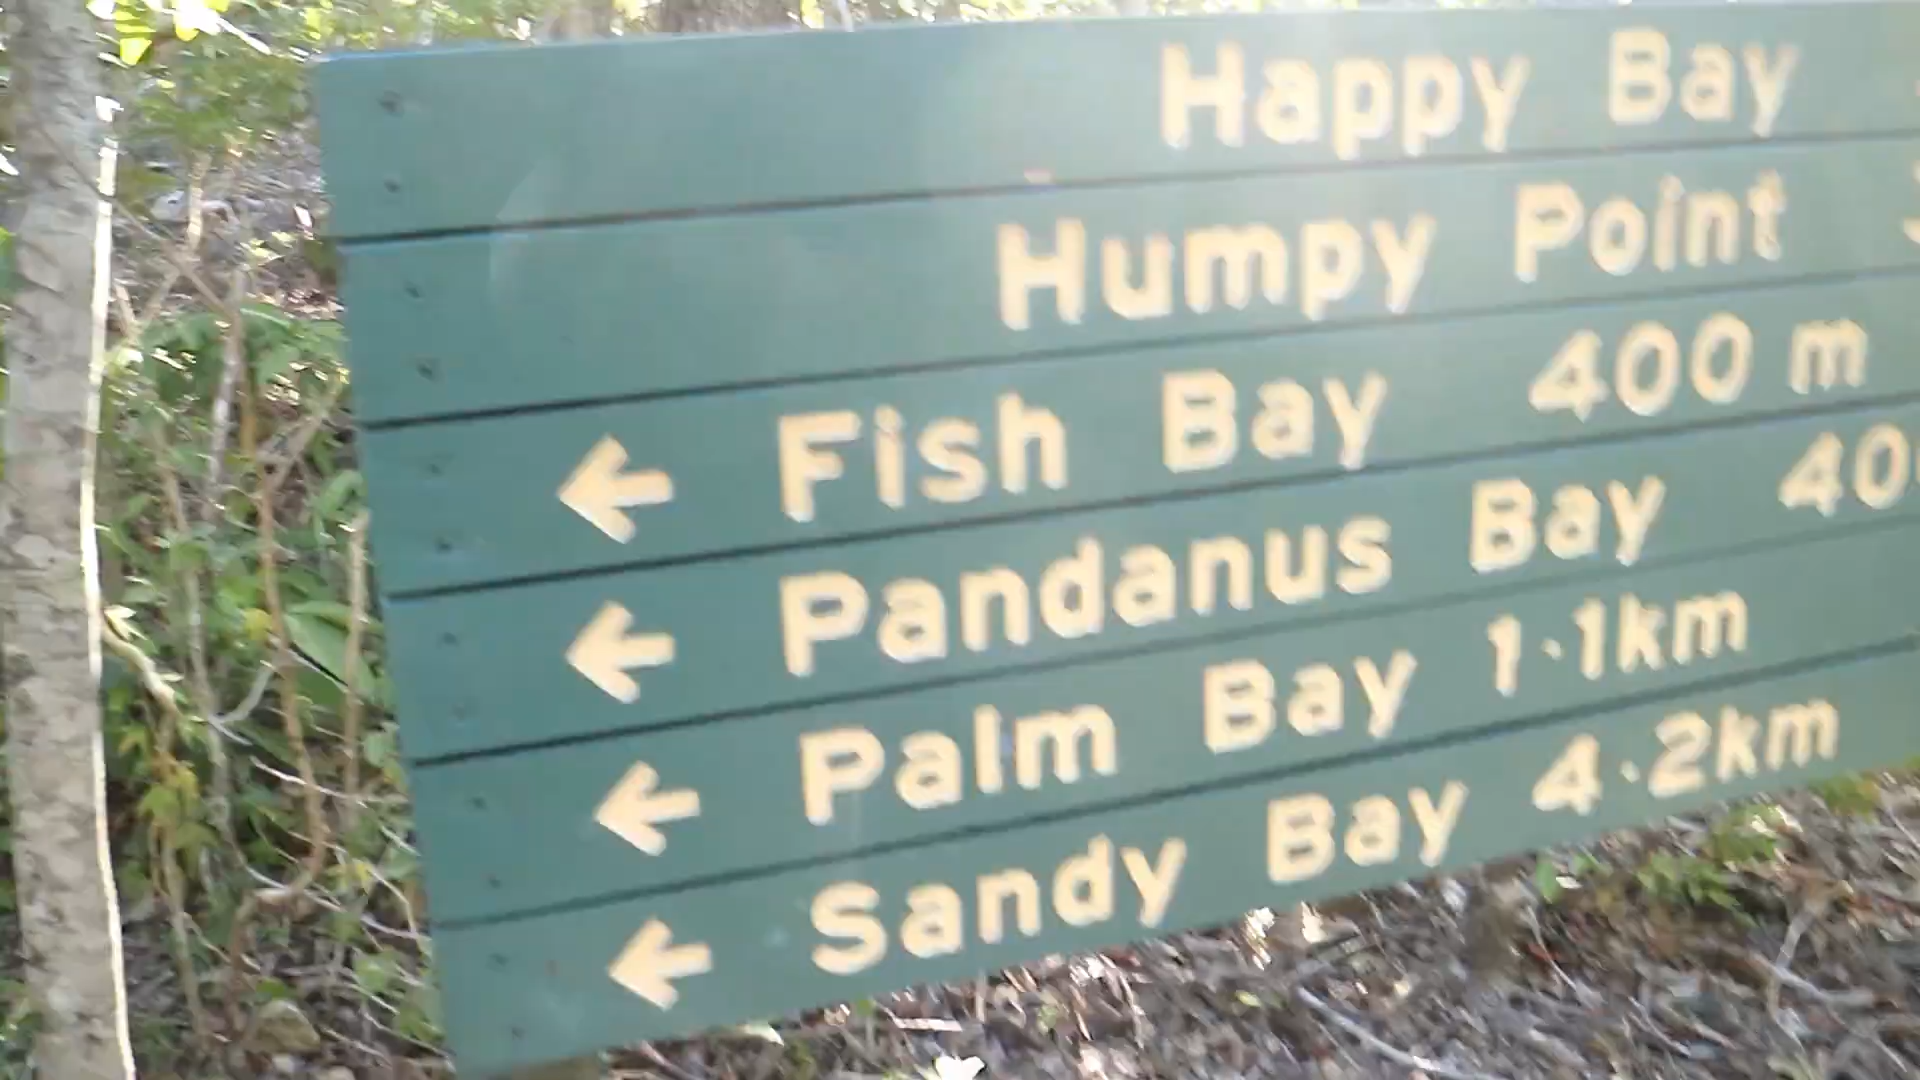 Happy Bay
Humpy Point
← Fish Bay 400 m
← Pandanus Bay
← Palm Bay 1·1km
← Sandy Bay 4·2km